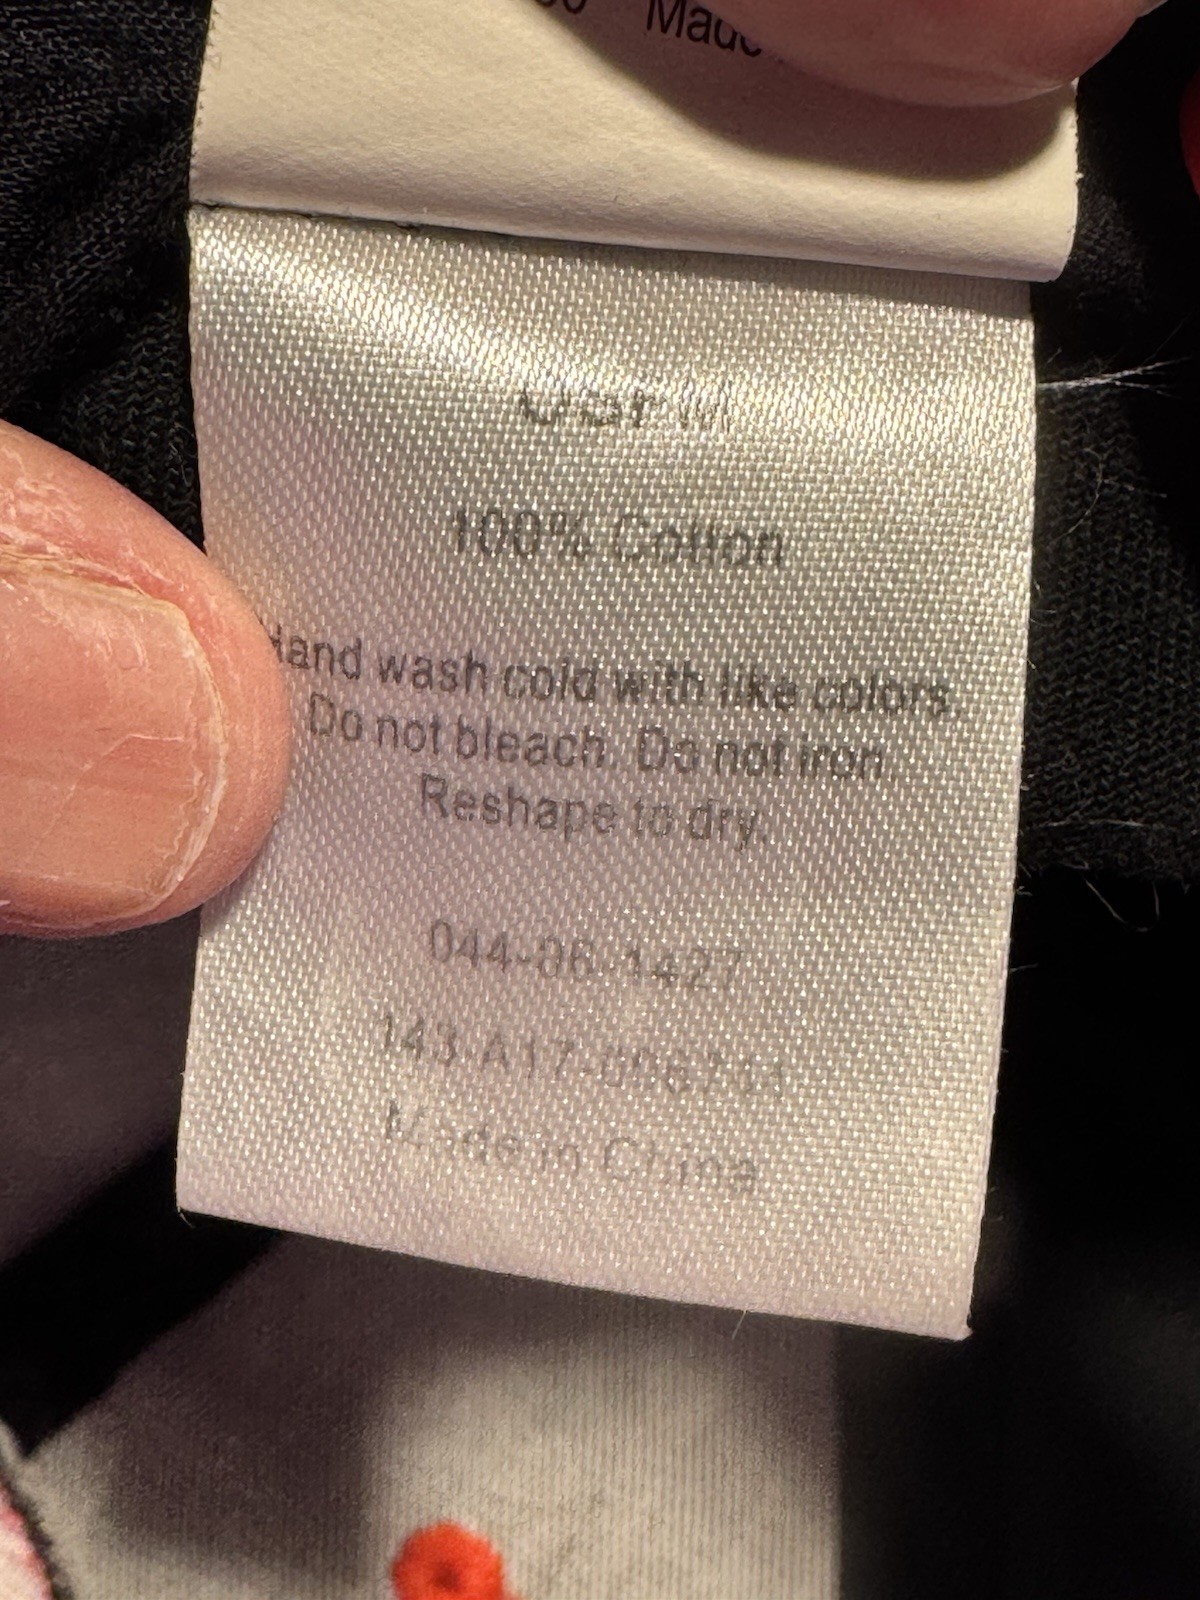 Made
100% Cotton
Hand wash cold with like colors.
Do not bleach. Do not iron.
Reshape to dry.
044-06-1427
Made in China